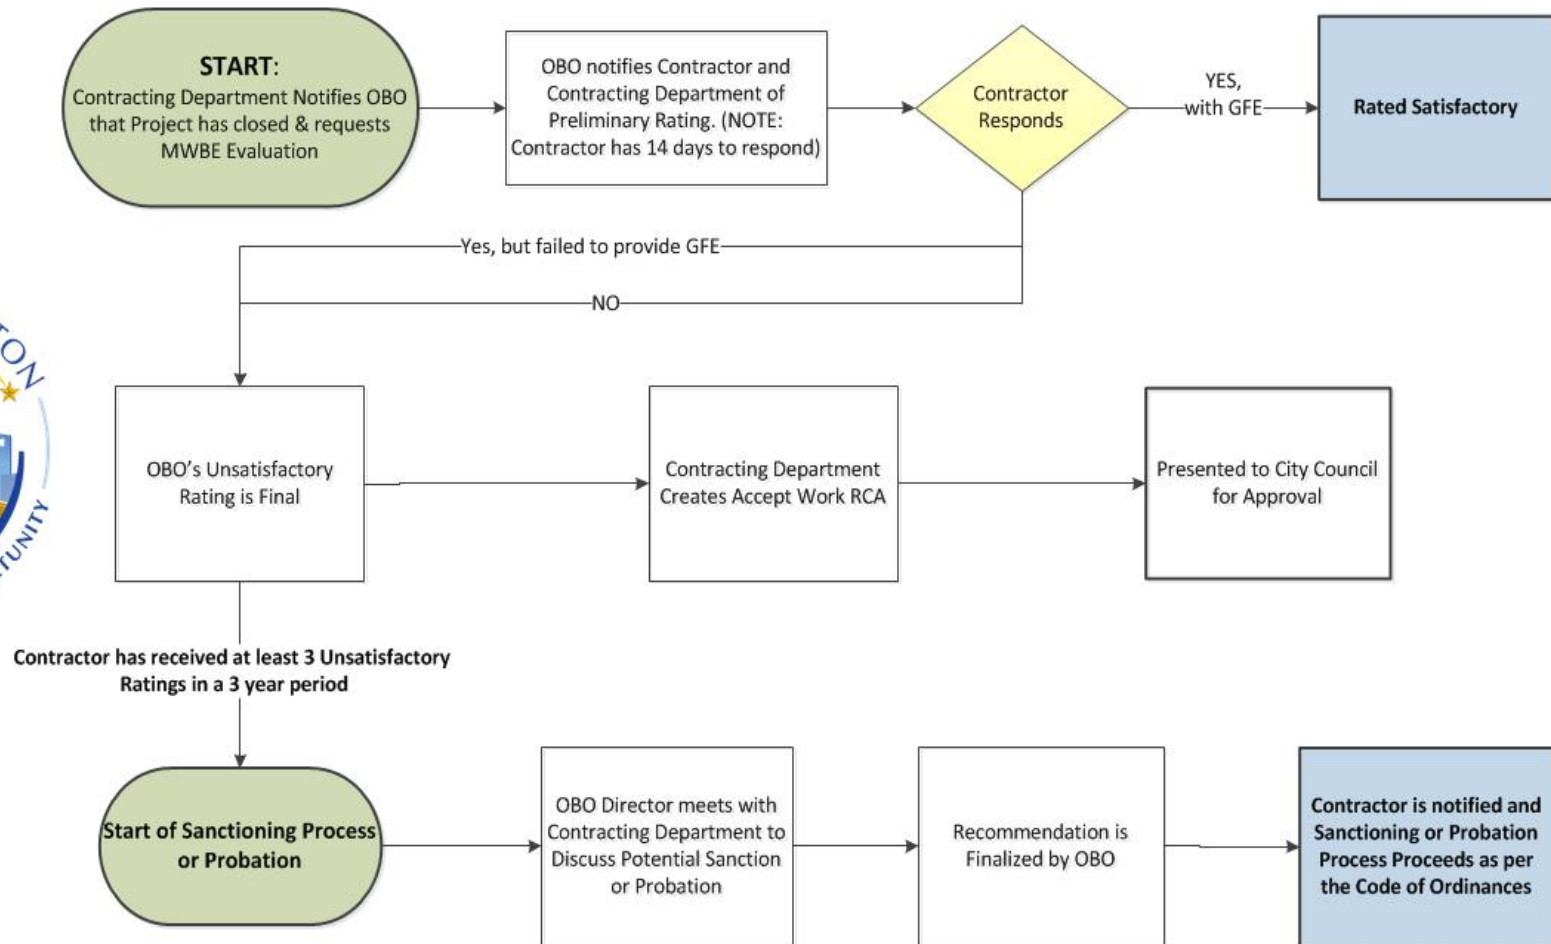 START:
Contracting Department Notifies OBO
that Project has closed & requests
MWBE Evaluation
OBO notifies Contractor and
Contracting Department of
Preliminary Rating. (NOTE:
Contractor has 14 days to respond)
Contractor
Responds
YES,
with GFE
Rated Satisfactory
Yes, but failed to provide GFE
NO
OBO’s Unsatisfactory
Rating is Final
Contracting Department
Creates Accept Work RCA
Presented to City Council
for Approval
Contractor has received at least 3 Unsatisfactory
Ratings in a 3 year period
Start of Sanctioning Process
or Probation
OBO Director meets with
Contracting Department to
Discuss Potential Sanction
or Probation
Recommendation is
Finalized by OBO
Contractor is notified and
Sanctioning or Probation
Process Proceeds as per
the Code of Ordinances